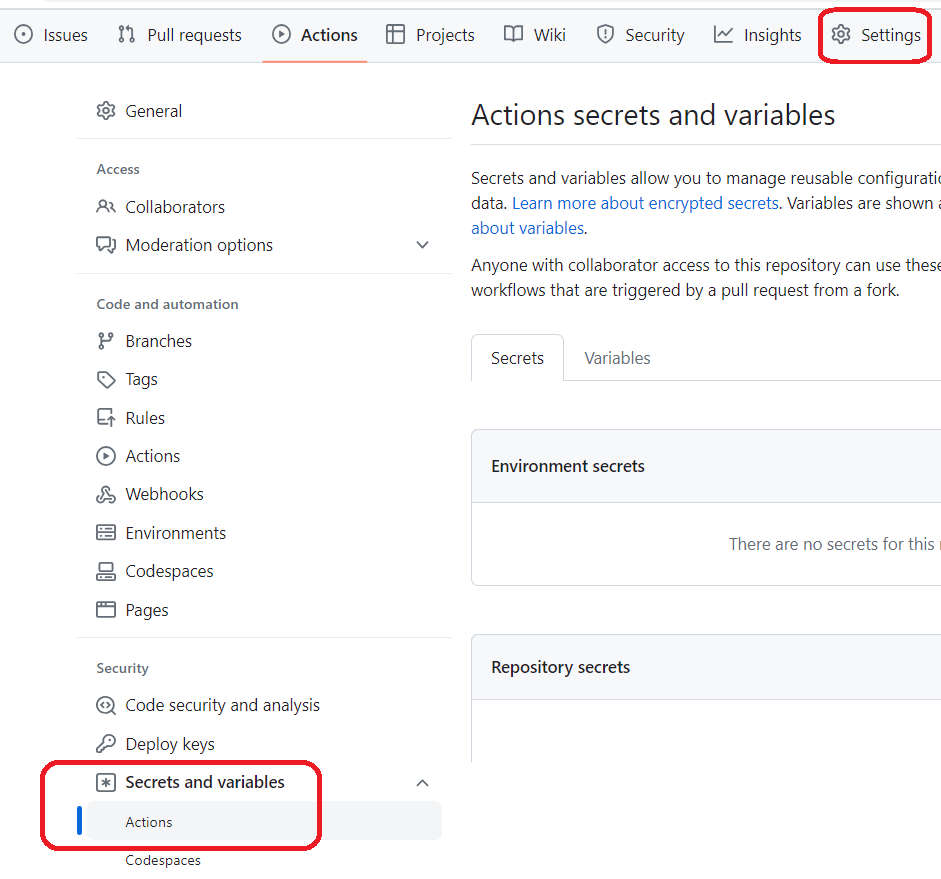 Issues Pull requests Actions Projects Wiki Security Insights Settings
General
Access
Collaborators
Moderation options
Code and automation
Branches
Tags
Rules
Actions
Webhooks
Environments
Codespaces
Pages
Security
Code security and analysis
Deploy keys
Secrets and variables
Actions
Codespaces
Actions secrets and variables
Secrets and variables allow you to manage reusable configuratio
data. Learn more about encrypted secrets. Variables are shown a
about variables.
Anyone with collaborator access to this repository can use these
workflows that are triggered by a pull request from a fork.
Secrets Variables
Environment secrets
There are no secrets for this
Repository secrets